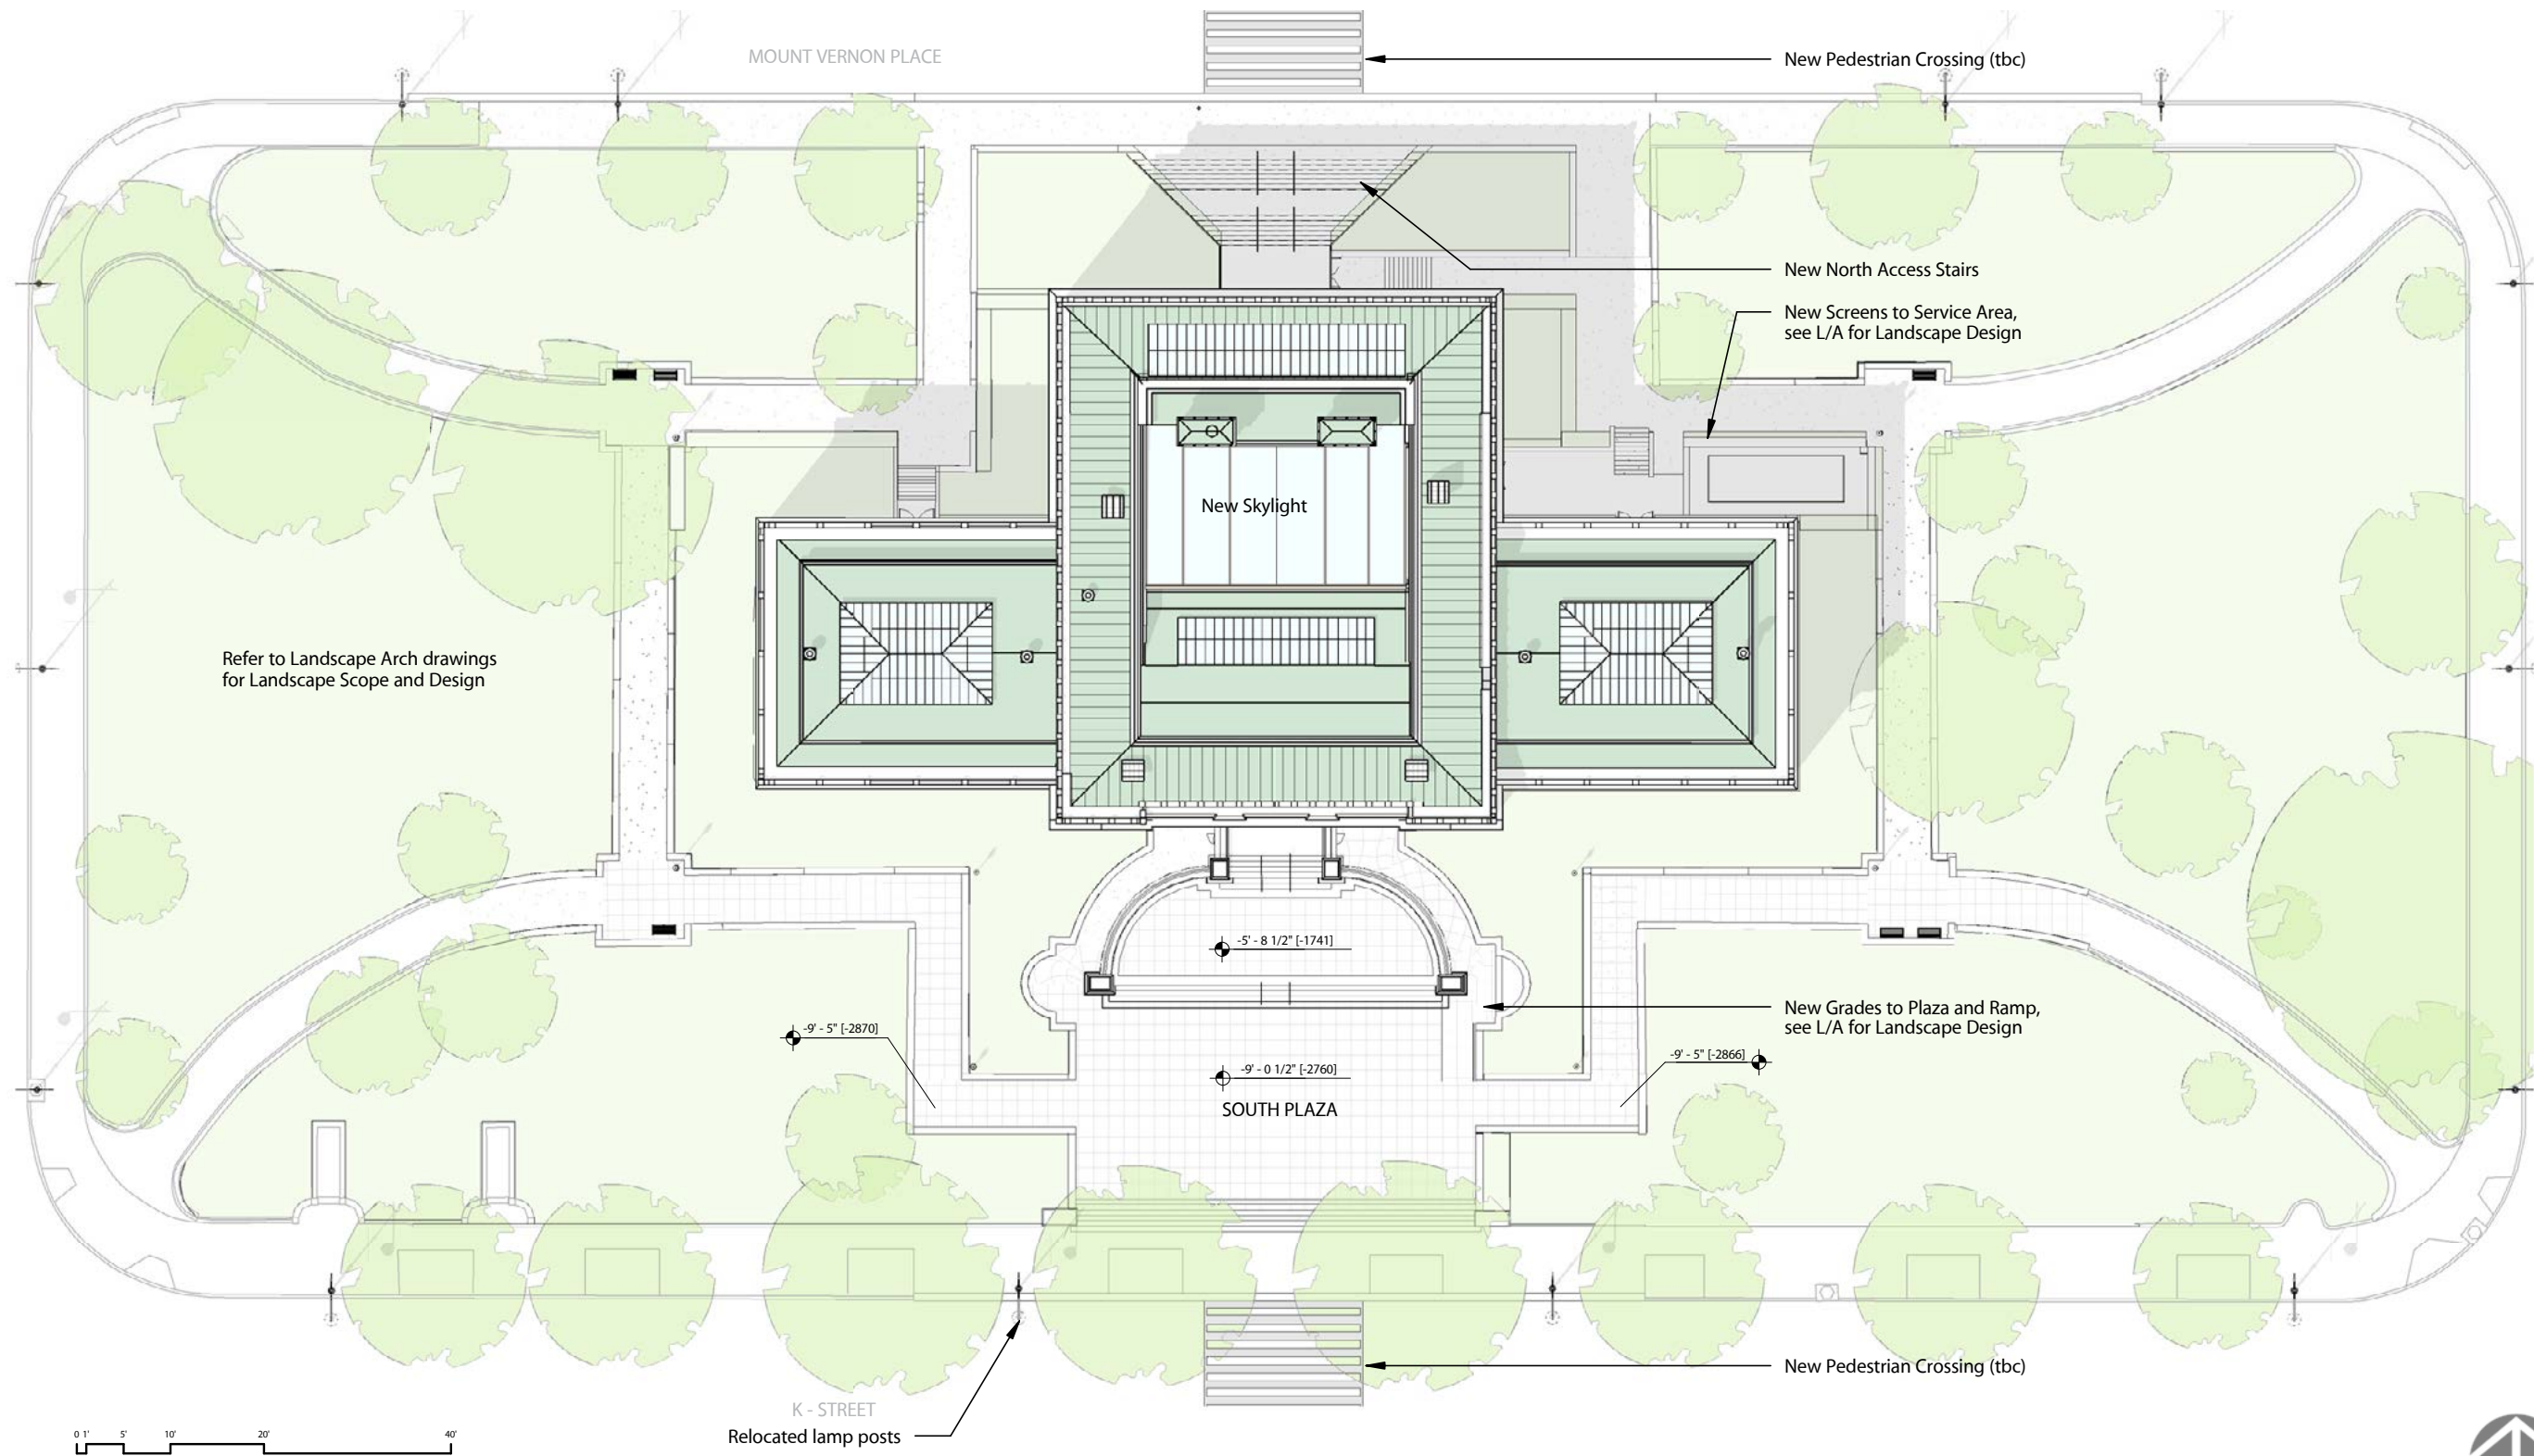 MOUNT VERNON PLACE
New Pedestrian Crossing (tbc)
New North Access Stairs
New Screens to Service Area,
see L/A for Landscape Design
New Skylight
Refer to Landscape Arch drawings
for Landscape Scope and Design
-5' - 8 1/2" [-1741]
New Grades to Plaza and Ramp,
see L/A for Landscape Design
-9' - 5" [-2870]
-9' - 5" [-2866]
-9' - 0 1/2" [-2760]
SOUTH PLAZA
New Pedestrian Crossing (tbc)
K - STREET
Relocated lamp posts
0 1' 5' 10' 20' 40'